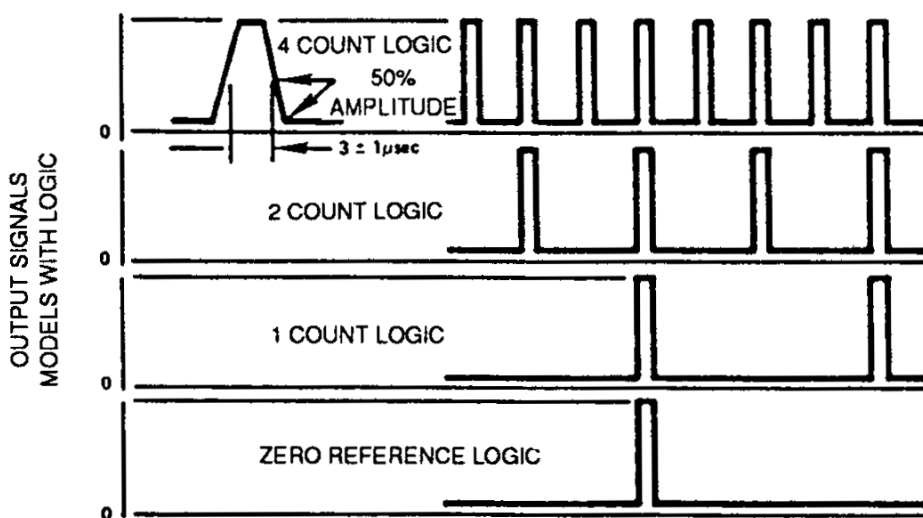 OUTPUT SIGNALS
MODELS WITH LOGIC
4 COUNT LOGIC
50%
AMPLITUDE
0
3 ± 1μsec
2 COUNT LOGIC
0
1 COUNT LOGIC
0
ZERO REFERENCE LOGIC
0